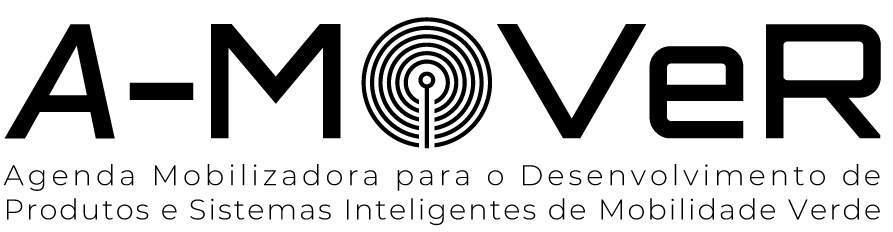 A-MOVeR
Agenda Mobilizadora para o Desenvolvimento de
Produtos e Sistemas Inteligentes de Mobilidade Verde